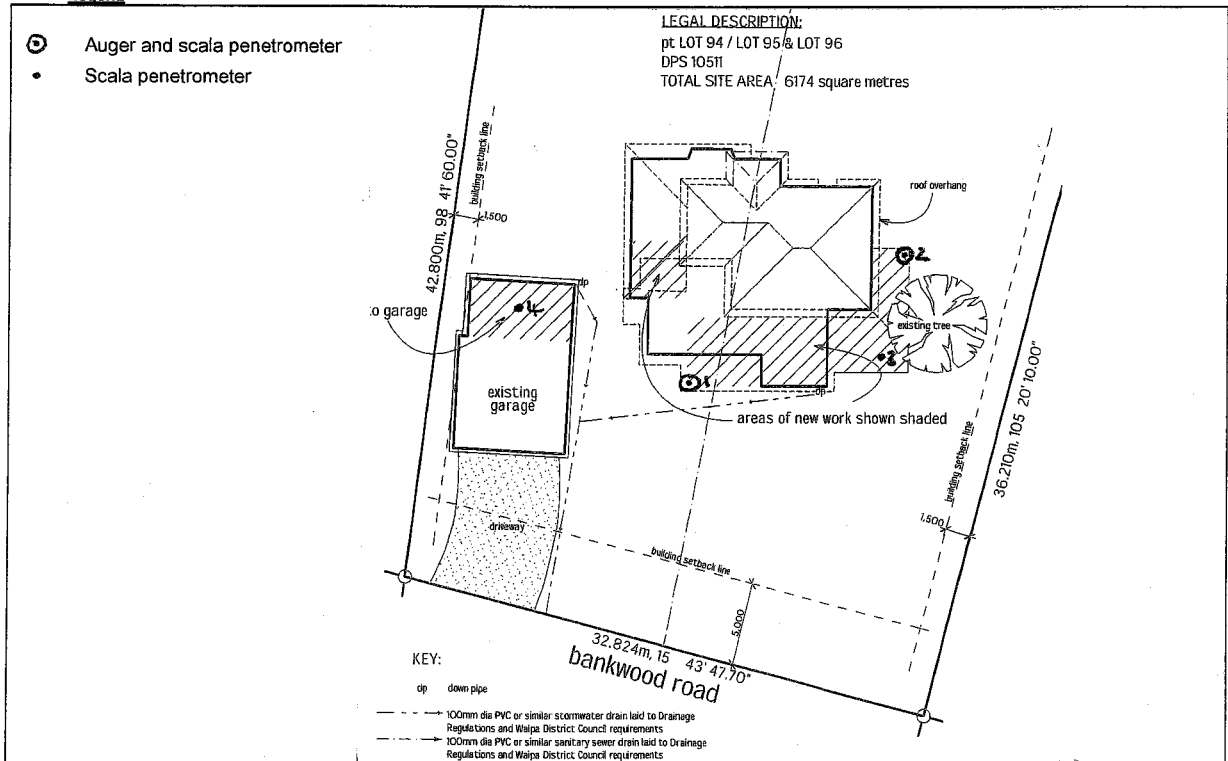 Auger and scala penetrometer
Scala penetrometer
LEGAL DESCRIPTION:
pt LOT 94 / LOT 95 & LOT 96
DPS 10511
TOTAL SITE AREA 6174 square metres
building setback line
1,500
42.800m, 98 41' 60.00"
roof overhang
dp
to garage
4
2
existing tree
3
1
dp
existing
garage
areas of new work shown shaded
building setback line
36.210m, 105 20' 10.00"
1,500
driveway
building setback line
5,000
32.824m, 15 43' 47.70"
bankwood road
KEY:
dp down pipe
100mm dia PVC or similar stormwater drain laid to Drainage
Regulations and Waipa District Council requirements
100mm dia PVC or similar sanitary sewer drain laid to Drainage
Regulations and Waipa District Council requirements